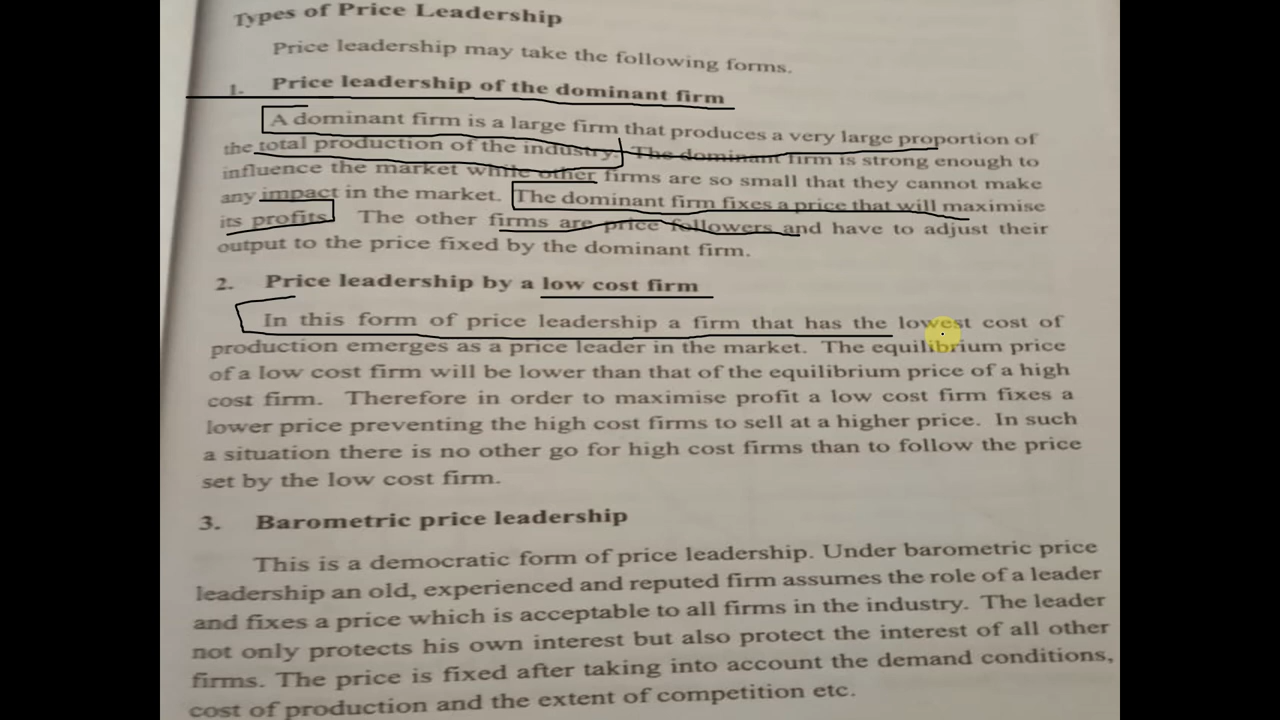 Types of Price Leadership
Price leadership may take the following forms.
1. Price leadership of the dominant firm
A dominant firm is a large firm that produces a very large proportion of
the total production of the industry. The dominant firm is strong enough to
influence the market while other firms are so small that they cannot make
any impact in the market. The dominant firm fixes a price that will maximise
its profits. The other firms are price followers and have to adjust their
output to the price fixed by the dominant firm.
2. Price leadership by a low cost firm
In this form of price leadership a firm that has the lowest cost of
production emerges as a price leader in the market. The equilibrium price
of a low cost firm will be lower than that of the equilibrium price of a high
cost firm. Therefore in order to maximise profit a low cost firm fixes a
lower price preventing the high cost firms to sell at a higher price. In such
a situation there is no other go for high cost firms than to follow the price
set by the low cost firm.
3. Barometric price leadership
This is a democratic form of price leadership. Under barometric price
leadership an old, experienced and reputed firm assumes the role of a leader
and fixes a price which is acceptable to all firms in the industry. The leader
not only protects his own interest but also protect the interest of all other
firms. The price is fixed after taking into account the demand conditions,
cost of production and the extent of competition etc.